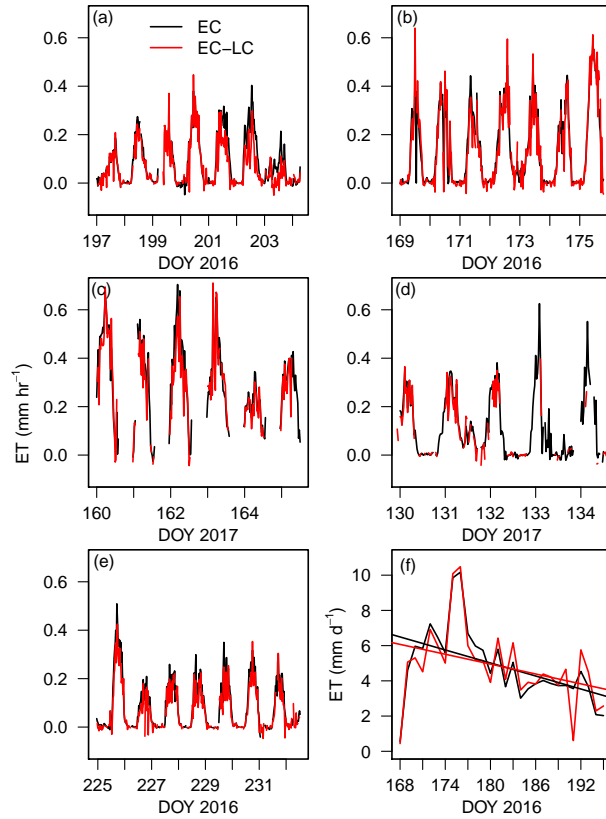 (a)
EC
EC−LC
0.6
0.4
0.2
0.0
197 199 201 203
DOY 2016
(b)
0.6
0.4
0.2
0.0
169 171 173 175
DOY 2016
(c)
0.6
0.4
0.2
0.0
160 162 164
DOY 2017
ET (mm hr−1)
(d)
0.6
0.4
0.2
0.0
130 131 132 133 134
DOY 2017
(e)
0.6
0.4
0.2
0.0
225 227 229 231
DOY 2016
(f)
10
8
6
4
2
0
ET (mm d−1)
168 174 180 186 192
DOY 2016